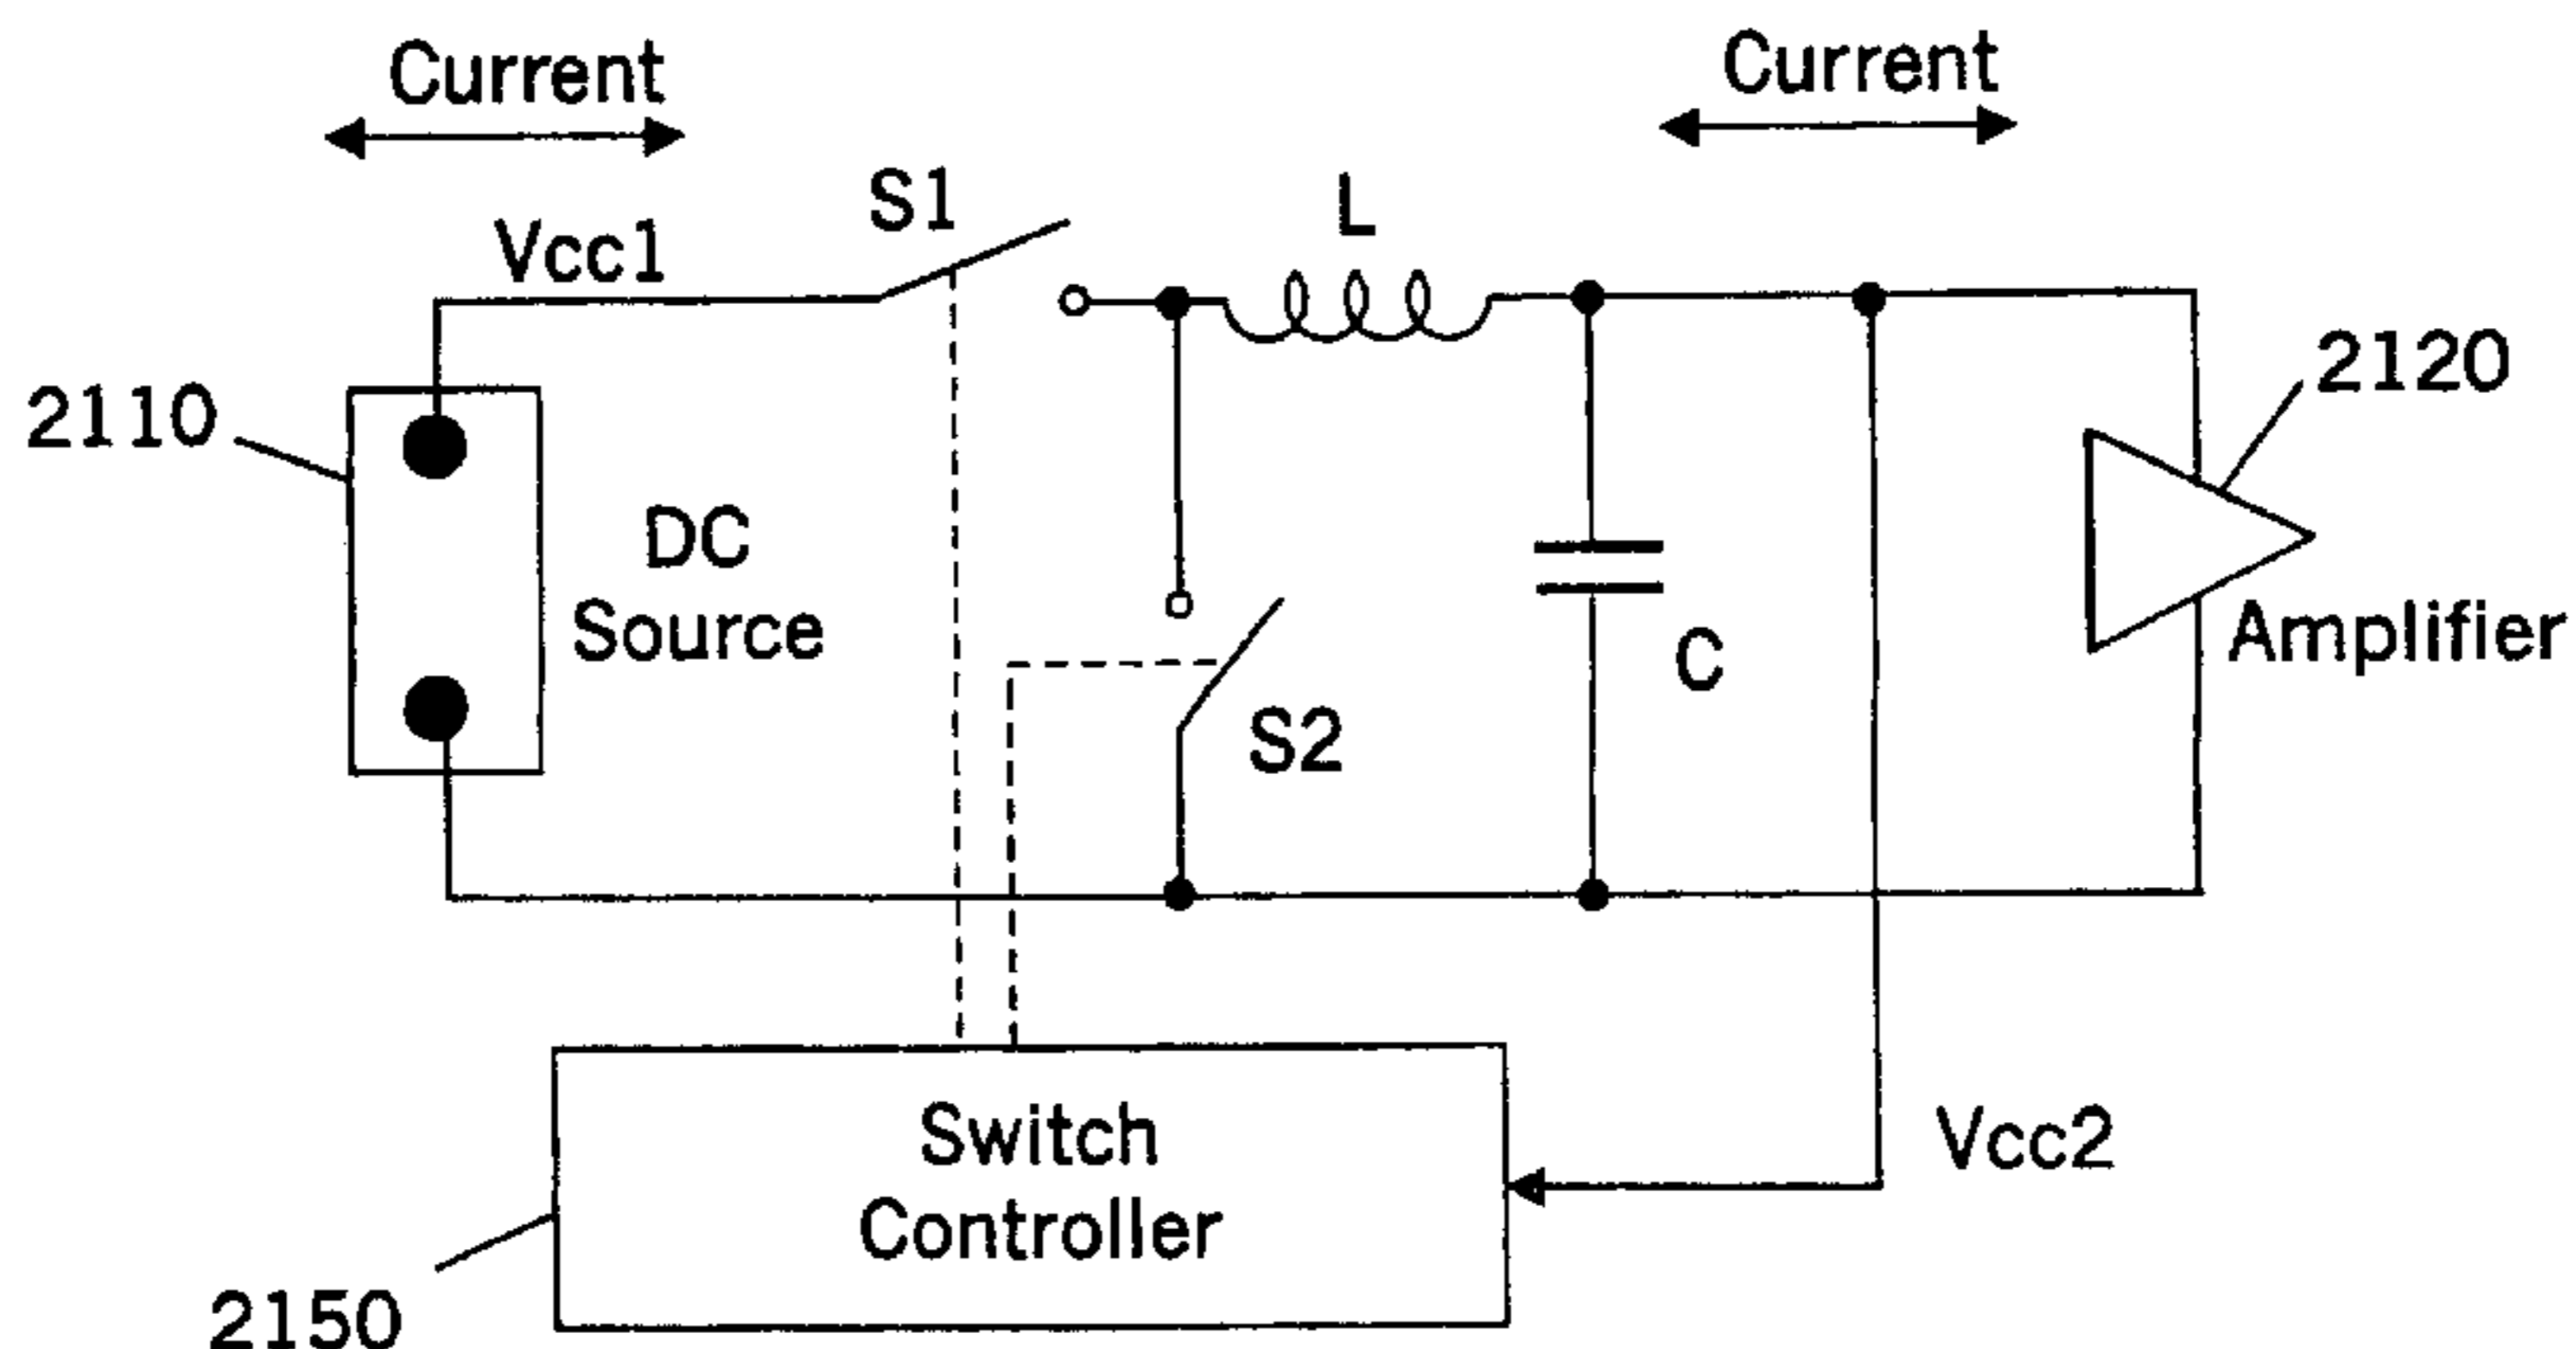 Current
Current
S1
L
Vcc1
2110
2120
DC
Source
Amplifier
C
S2
Switch
Controller
Vcc2
2150